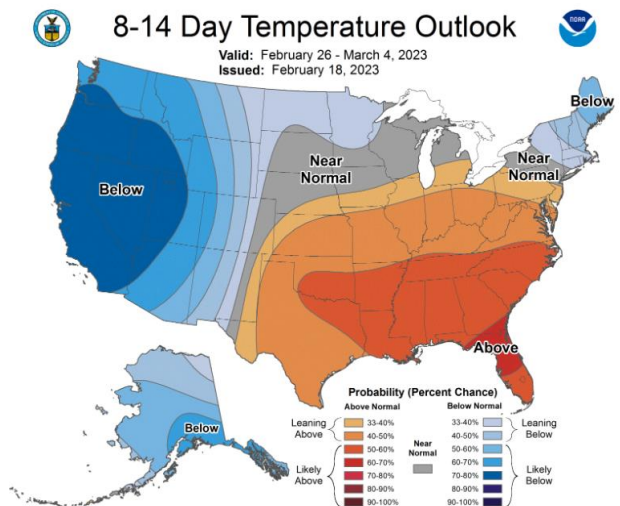 8-14 Day Temperature Outlook
Valid: February 26 - March 4, 2023
Issued: February 18, 2023
NOAA
Below
Near
Normal
Below
Near
Normal
Above
Below
Probability (Percent Chance)
Above Normal
Below Normal
Leaning
Above
33-40%
40-50%
50-60%
60-70%
70-80%
80-90%
90-100%
Likely
Above
Near
Normal
33-40%
40-50%
50-60%
60-70%
70-80%
80-90%
90-100%
Leaning
Below
Likely
Below